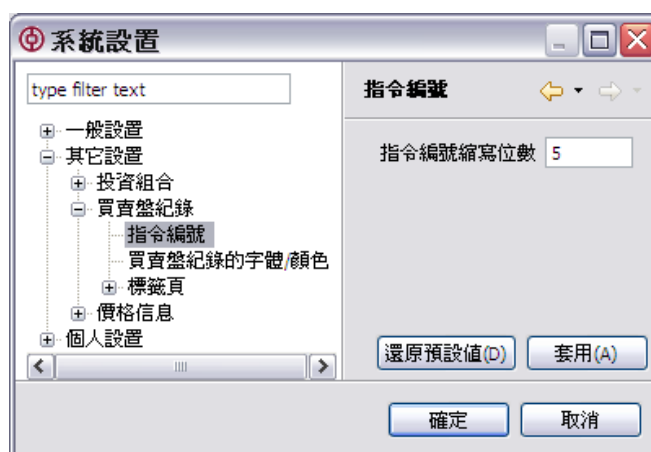 系統設置
type filter text
一般設置
其它設置
投資組合
買賣盤紀錄
指令編號
買賣盤紀錄的字體/顏色
標籤頁
價格信息
個人設置
指令編號
指令編號縮寫位數 5
還原預設值(D) 套用(A)
確定 取消